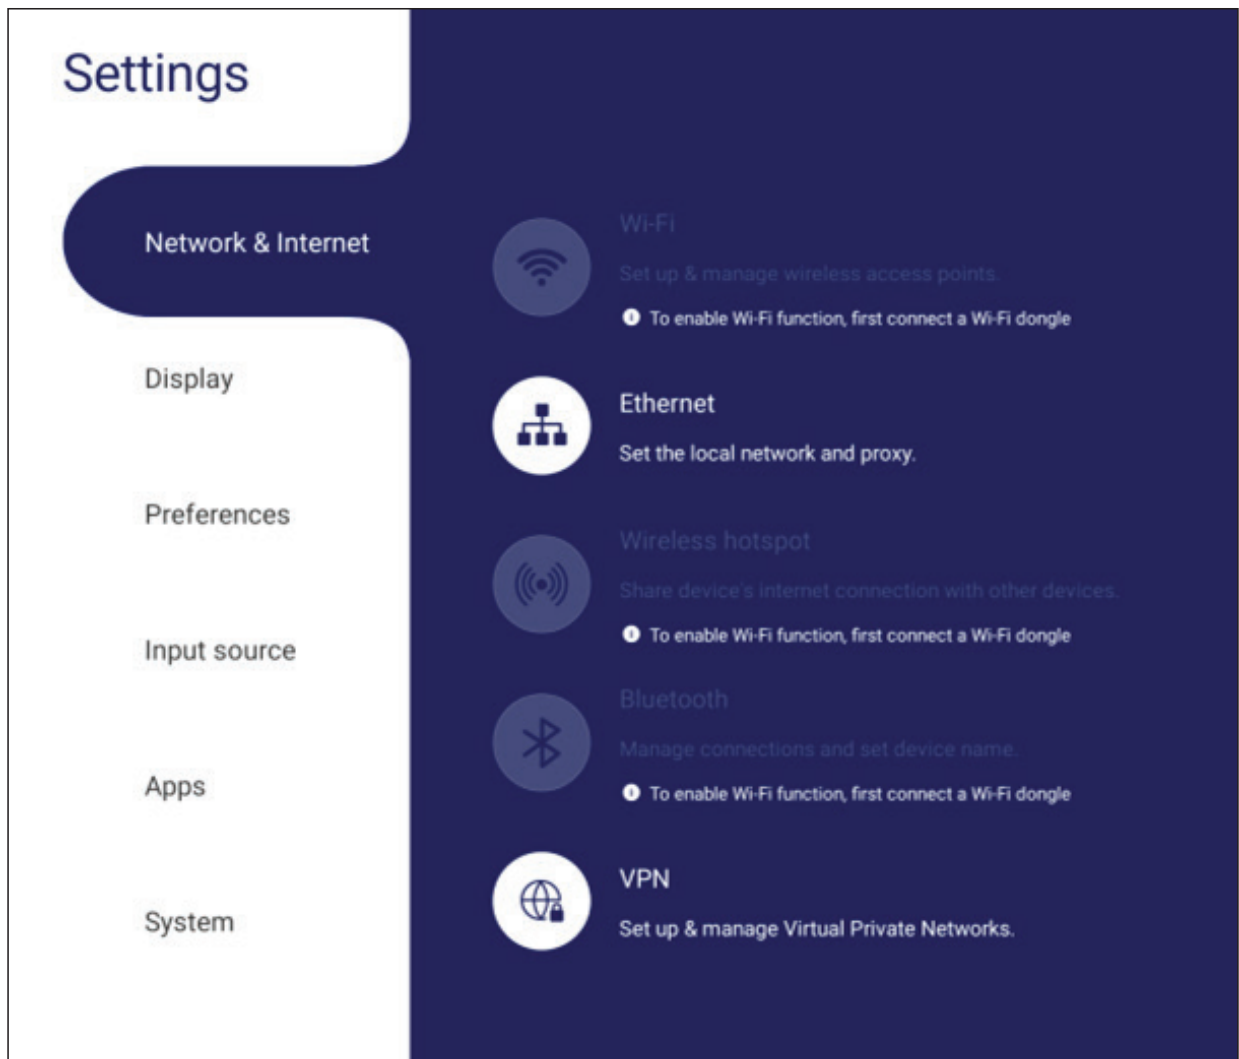 Settings
Network & Internet
Display
Preferences
Input source
Apps
System
Wi-Fi
Set up & manage wireless access points.
To enable Wi-Fi function, first connect a Wi-Fi dongle
Ethernet
Set the local network and proxy.
Wireless hotspot
Share device's internet connection with other devices.
To enable Wi-Fi function, first connect a Wi-Fi dongle
Bluetooth
Manage connections and set device name.
To enable Wi-Fi function, first connect a Wi-Fi dongle
VPN
Set up & manage Virtual Private Networks.